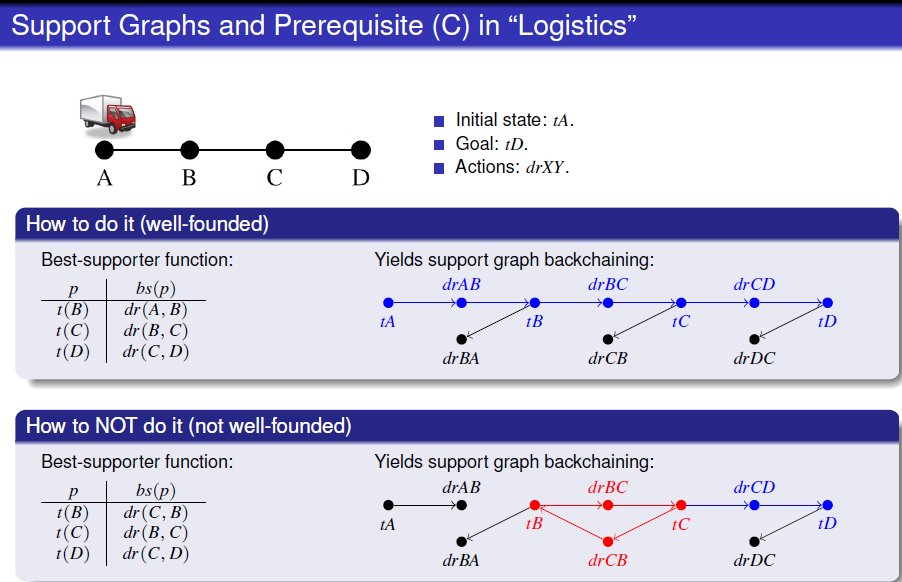 Support Graphs and Prerequisite (C) in “Logistics”
A B C D
Initial state: tA.
Goal: tD.
Actions: drXY.
How to do it (well-founded)
Best-supporter function:
p bs(p)
t(B) dr(A, B)
t(C) dr(B, C)
t(D) dr(C, D)
Yields support graph backchaining:
drAB drBC drCD
tA tB tC tD
drBA drCB drDC
How to NOT do it (not well-founded)
Best-supporter function:
p bs(p)
t(B) dr(C, B)
t(C) dr(B, C)
t(D) dr(C, D)
Yields support graph backchaining:
drAB drBC drCD
tA tB tC tD
drBA drCB drDC